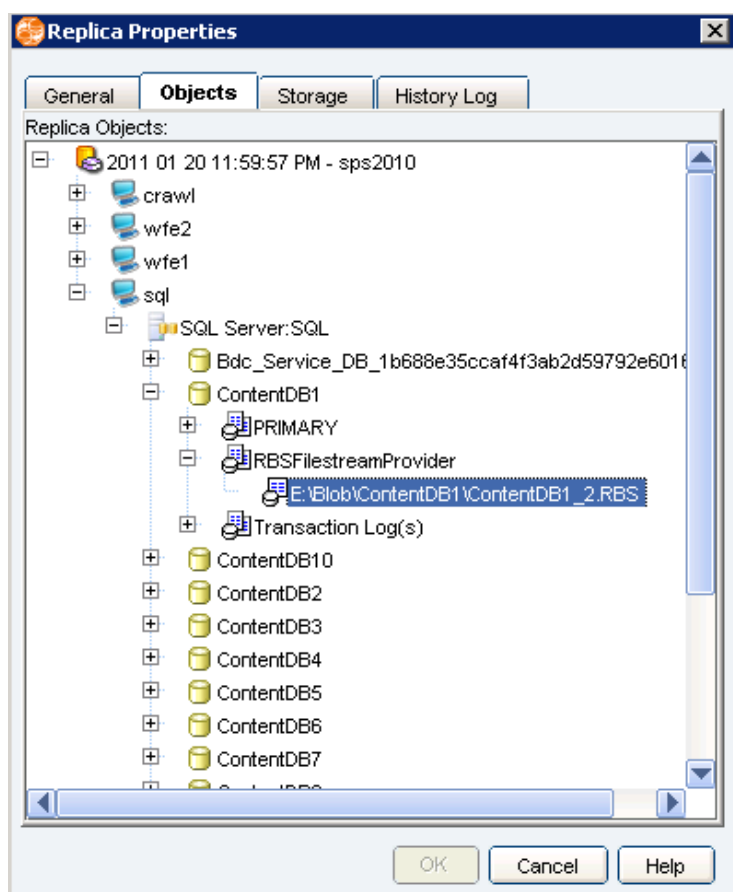 Replica Properties
General Objects Storage History Log
Replica Objects:
2011 01 20 11:59:57 PM - sps2010
crawl
wfe2
wfe1
sql
SQL Server:SQL
Bdc_Service_DB_1b688e35ccaf4f3ab2d59792e6016
ContentDB1
PRIMARY
RBSFilestreamProvider
E:\Blob\ContentDB1\ContentDB1_2.RBS
Transaction Log(s)
ContentDB10
ContentDB2
ContentDB3
ContentDB4
ContentDB5
ContentDB6
ContentDB7
OK Cancel Help